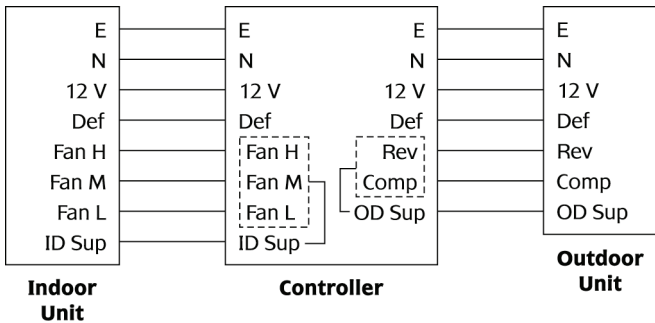 E E E E
N N N N
12 V 12 V 12 V 12 V
Def Def Def Def
Fan H Fan H Rev Rev
Fan M Fan M Comp Comp
Fan L Fan L OD Sup OD Sup
ID Sup ID Sup
Indoor
Unit
Controller
Outdoor
Unit